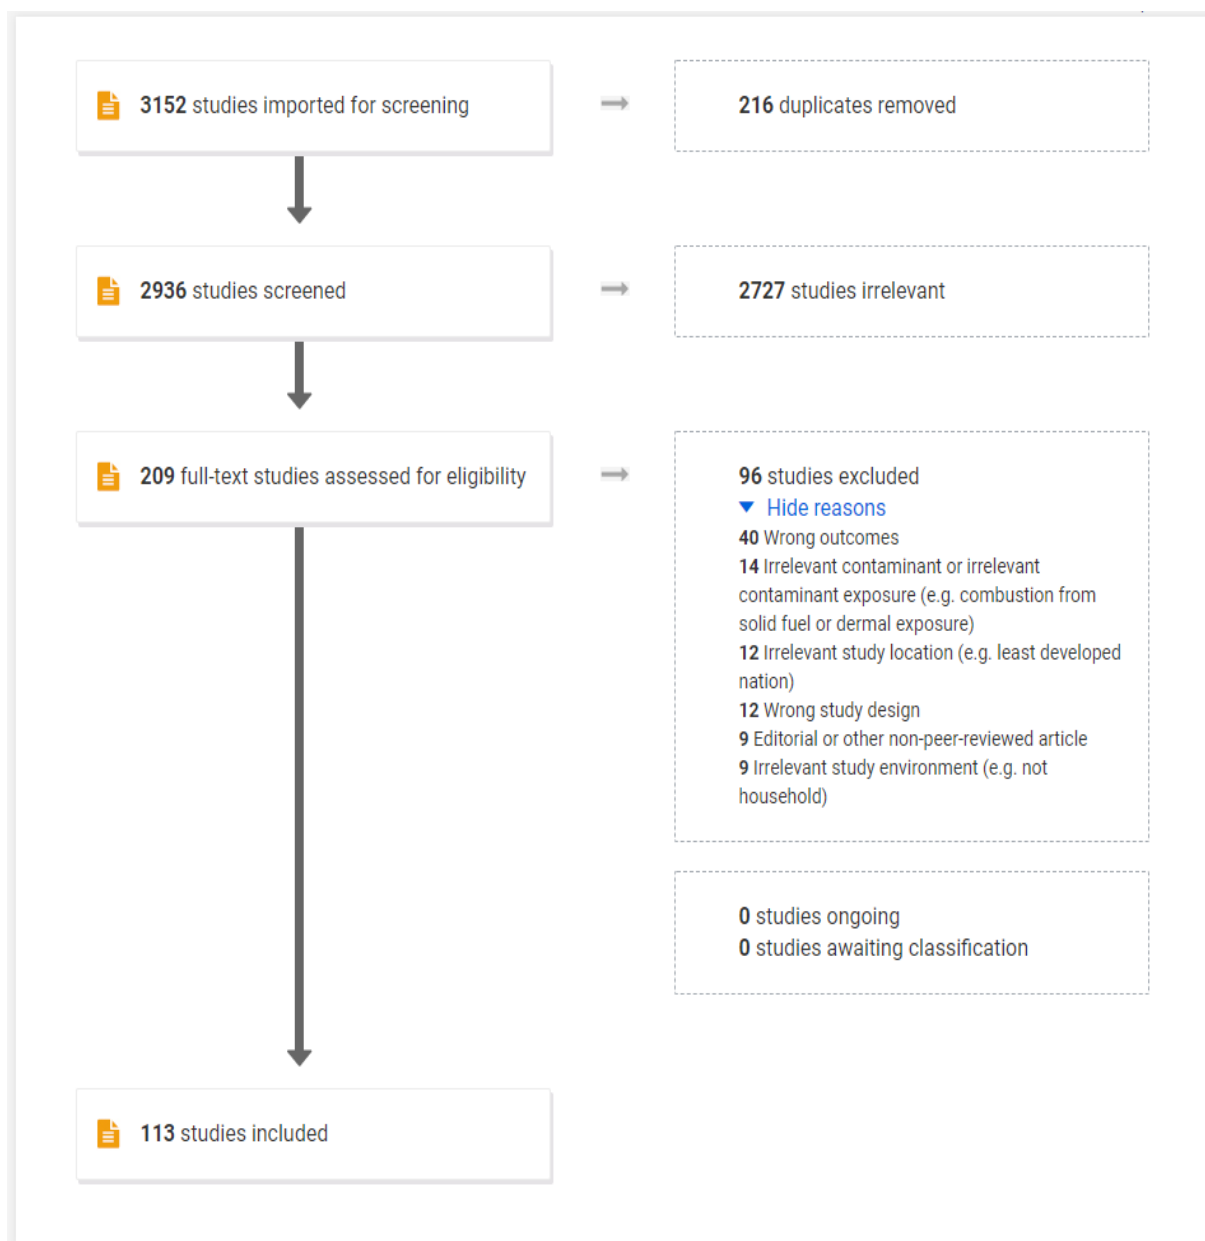 3152 studies imported for screening
216 duplicates removed
2936 studies screened
2727 studies irrelevant
209 full-text studies assessed for eligibility
96 studies excluded
Hide reasons
40 Wrong outcomes
14 Irrelevant contaminant or irrelevant
contaminant exposure (e.g. combustion from
solid fuel or dermal exposure)
12 Irrelevant study location (e.g. least developed
nation)
12 Wrong study design
9 Editorial or other non-peer-reviewed article
9 Irrelevant study environment (e.g. not
household)
0 studies ongoing
0 studies awaiting classification
113 studies included